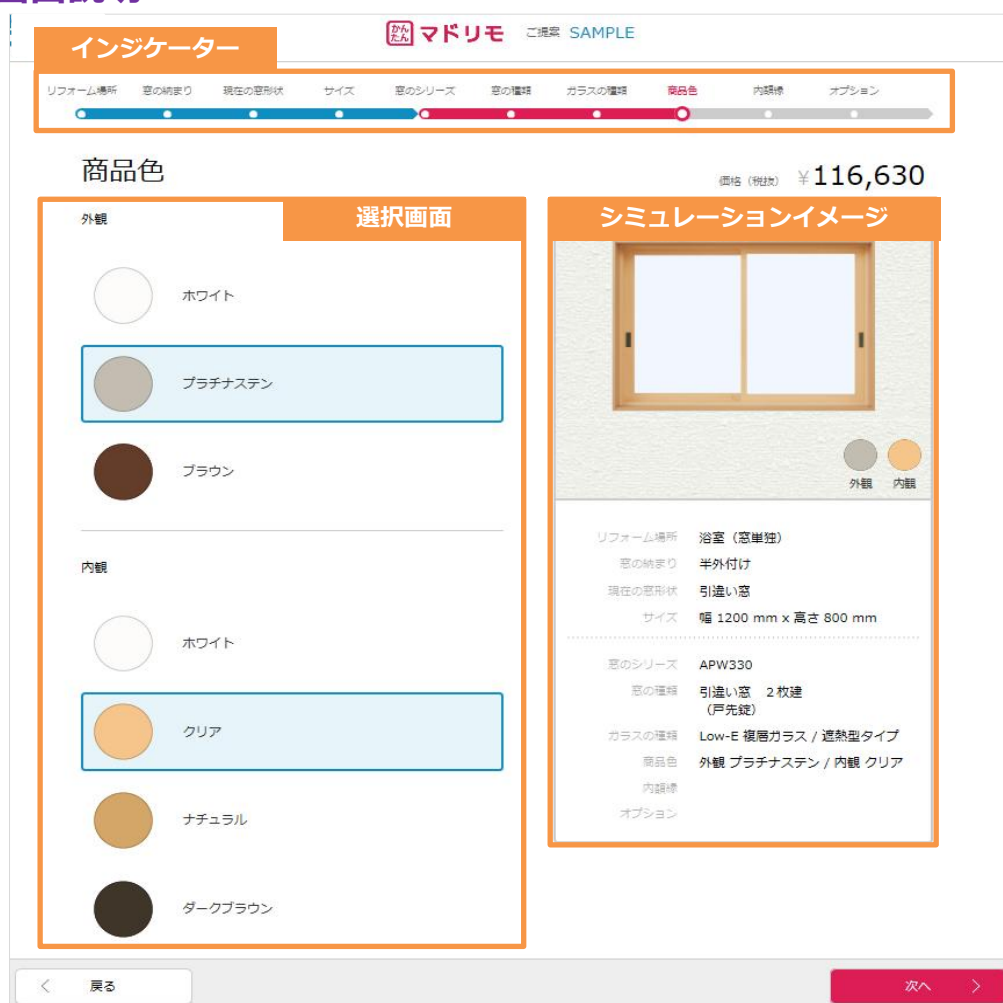 かんたん マドリモ ご提案 SAMPLE
インジケーター
リフォーム場所 窓の納まり 現在の窓形状 サイズ 窓のシリーズ 窓の種類 ガラスの種類 商品色 内額縁 オプション
商品色
価格（税抜） ￥116,630
選択画面
シミュレーションイメージ
外観
ホワイト
プラチナステン
ブラウン
内観
ホワイト
クリア
ナチュラル
ダークブラウン
外観 内観
リフォーム場所 浴室（窓単独）
窓の納まり 半外付け
現在の窓形状 引違い窓
サイズ 幅 1200 mm x 高さ 800 mm
窓のシリーズ APW330
窓の種類 引違い窓　２枚建
（戸先錠）
ガラスの種類 Low-E 複層ガラス / 遮熱型タイプ
商品色 外観 プラチナステン / 内観 クリア
内額縁
オプション
戻る
次へ